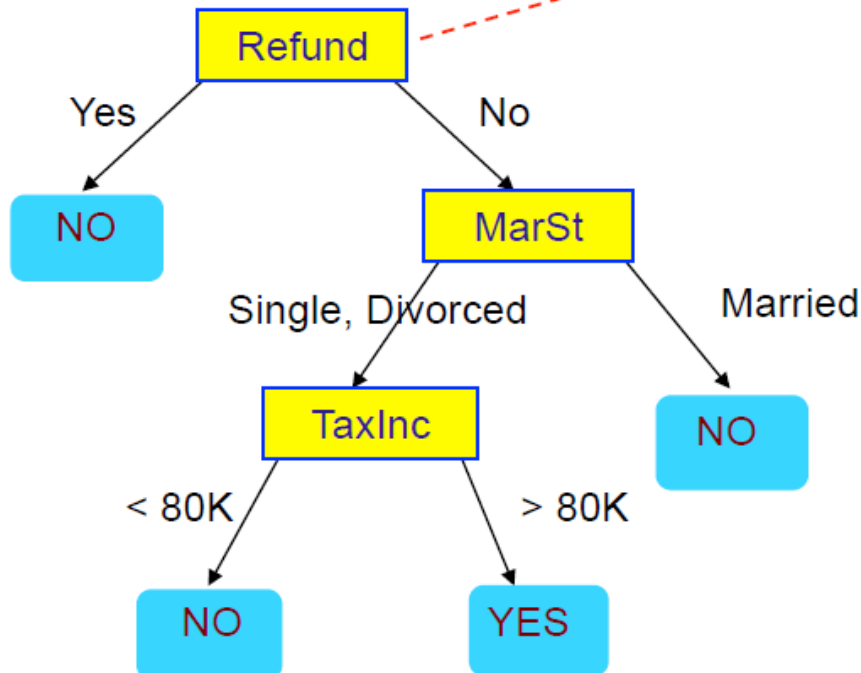 Refund
Yes
No
NO
MarSt
Single, Divorced
Married
TaxInc
NO
< 80K
> 80K
NO
YES